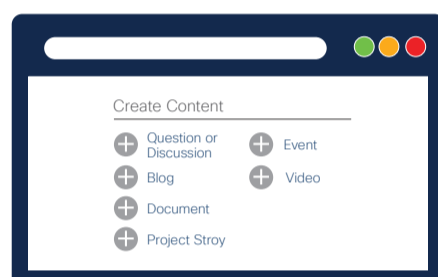 Create Content
Question or
Discussion
Blog
Document
Project Stroy
Event
Video